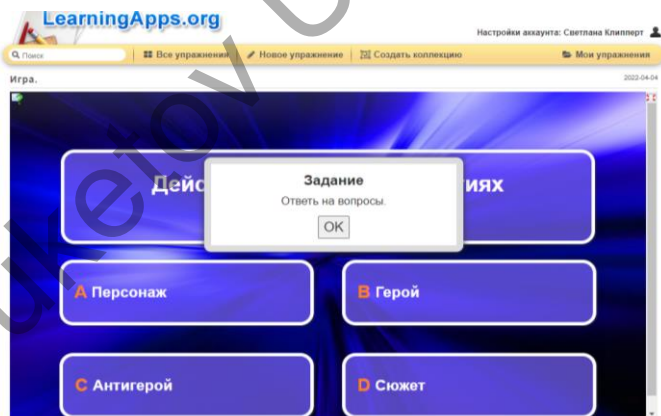 LearningApps.org
Настройки аккаунта: Светлана Клипперт
Поиск
Все упражнения
Новое упражнение
Создать коллекцию
Мои упражнения
Игра.
2022-04-04
Задание
Ответь на вопросы.
OK
A Персонаж
B Герой
C Антигерой
D Сюжет